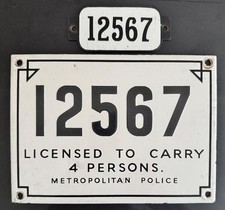 12567
12567
LICENSED TO CARRY
4 PERSONS.
METROPOLITAN POLICE